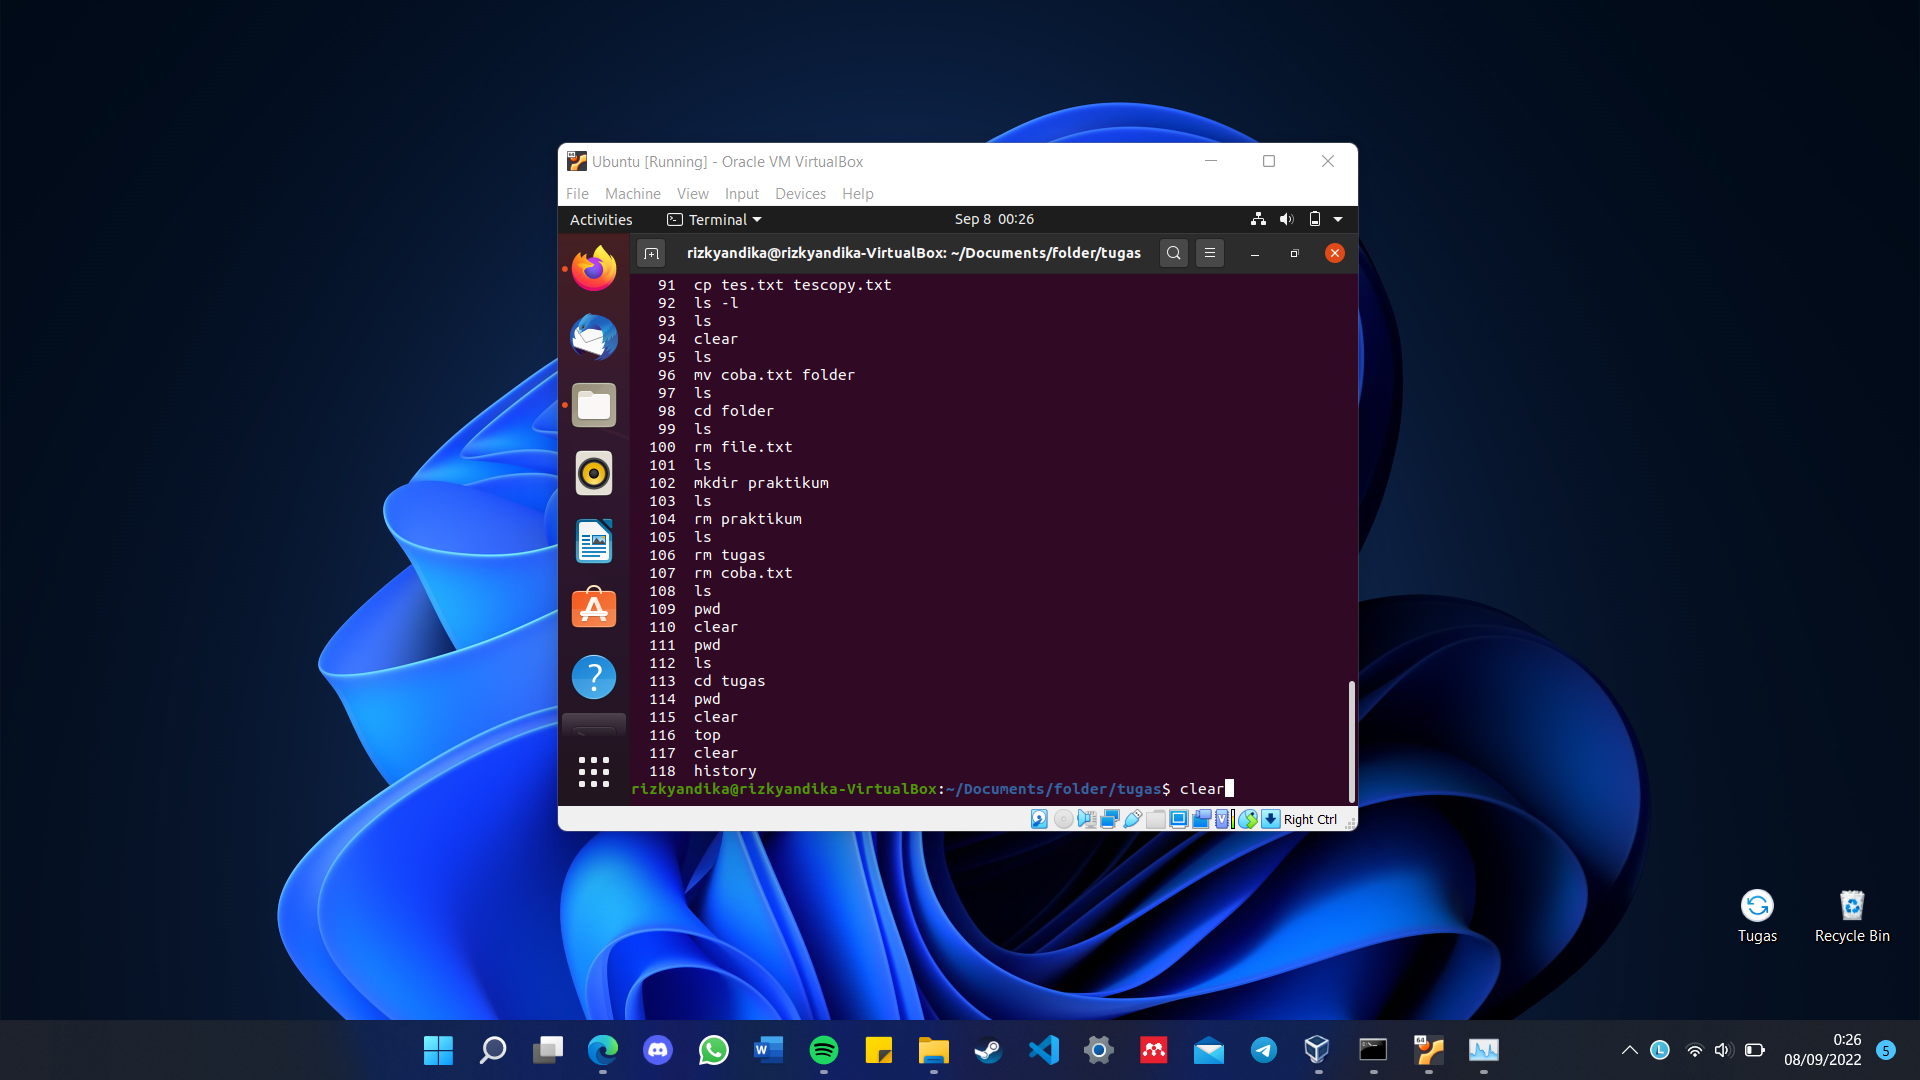 Ubuntu [Running] - Oracle VM VirtualBox
File Machine View Input Devices Help
Activities Terminal Sep 8 00:26
rizkyandika@rizkyandika-VirtualBox: ~/Documents/folder/tugas
91 cp tes.txt tescopy.txt
92 ls -l
93 ls
94 clear
95 ls
96 mv coba.txt folder
97 ls
98 cd folder
99 ls
100 rm file.txt
101 ls
102 mkdir praktikum
103 ls
104 rm praktikum
105 ls
106 rm tugas
107 rm coba.txt
108 ls
109 pwd
110 clear
111 pwd
112 ls
113 cd tugas
114 pwd
115 clear
116 top
117 clear
118 history
rizkyandika@rizkyandika-VirtualBox:~/Documents/folder/tugas$ clear
Right Ctrl
Tugas
Recycle Bin
0:26
08/09/2022
5